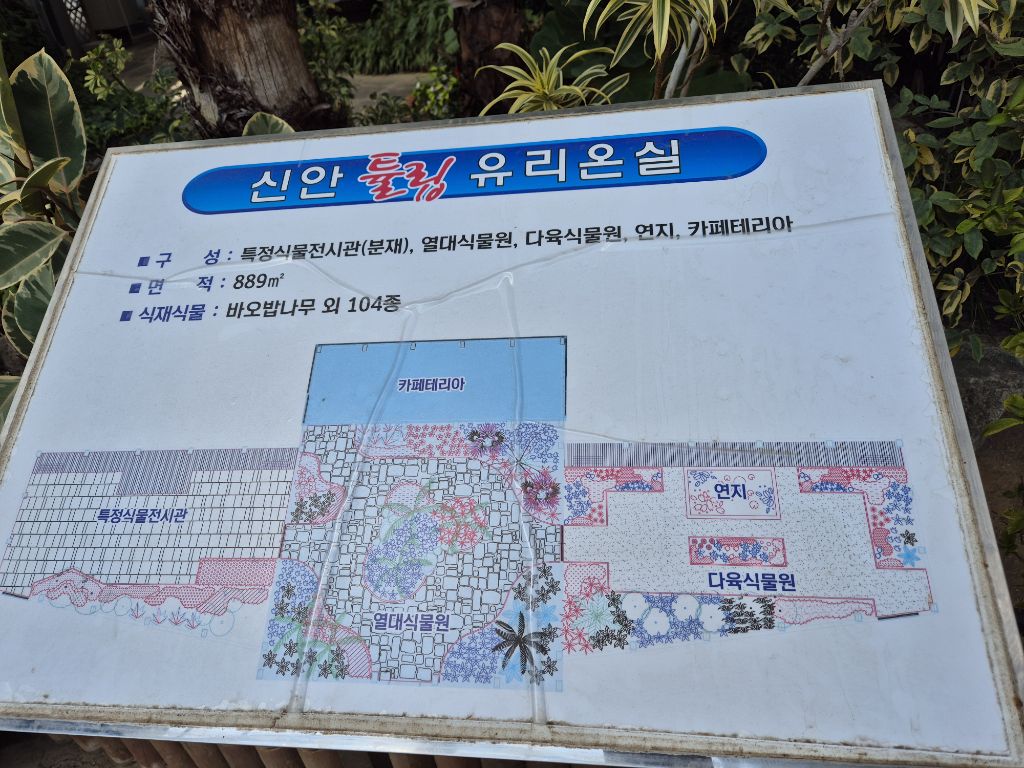 신안 튤립 유리온실
■ 구 성 : 특정식물전시관(분재), 열대식물원, 다육식물원, 연지, 카페테리아
■ 면 적 : 889㎡
■ 식재식물 : 바오밥나무 외 104종
카페테리아
특정식물전시관
연지
다육식물원
열대식물원